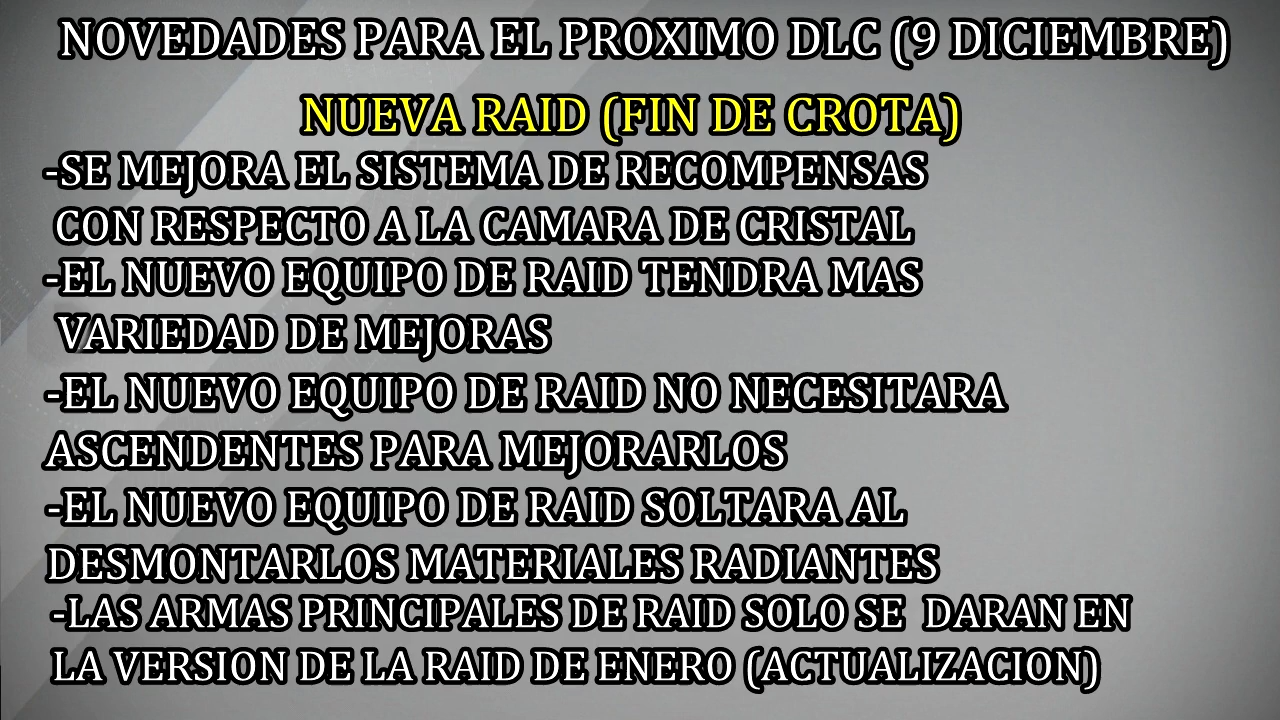 NOVEDADES PARA EL PROXIMO DLC (9 DICIEMBRE)
NUEVA RAID (FIN DE CROTA)
-SE MEJORA EL SISTEMA DE RECOMPENSAS
CON RESPECTO A LA CAMARA DE CRISTAL
-EL NUEVO EQUIPO DE RAID TENDRA MAS
VARIEDAD DE MEJORAS
-EL NUEVO EQUIPO DE RAID NO NECESITARA
ASCENDENTES PARA MEJORARLOS
-EL NUEVO EQUIPO DE RAID SOLTARA AL
DESMONTARLOS MATERIALES RADIANTES
-LAS ARMAS PRINCIPALES DE RAID SOLO SE DARAN EN
LA VERSION DE LA RAID DE ENERO (ACTUALIZACION)